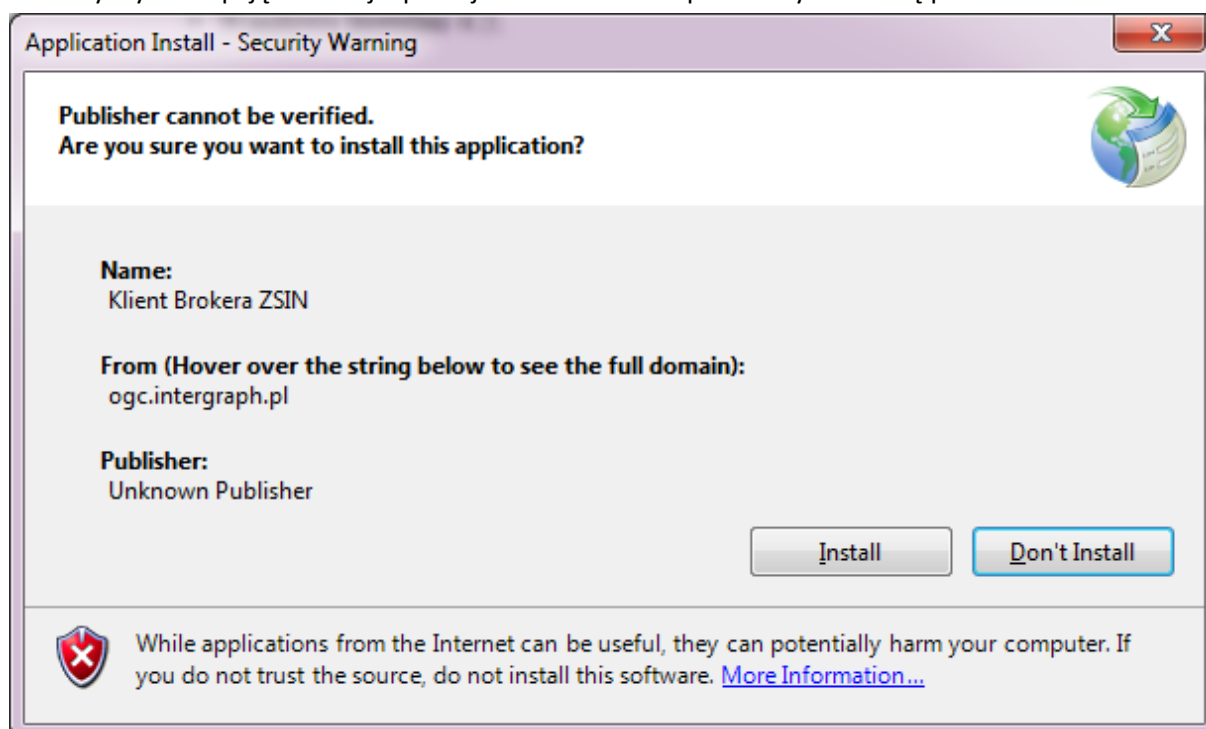 Application Install - Security Warning
Publisher cannot be verified.
Are you sure you want to install this application?
Name:
Klient Brokera ZSIN
From (Hover over the string below to see the full domain):
ogc.intergraph.pl
Publisher:
Unknown Publisher
Install
Don't Install
While applications from the Internet can be useful, they can potentially harm your computer. If
you do not trust the source, do not install this software. More Information...